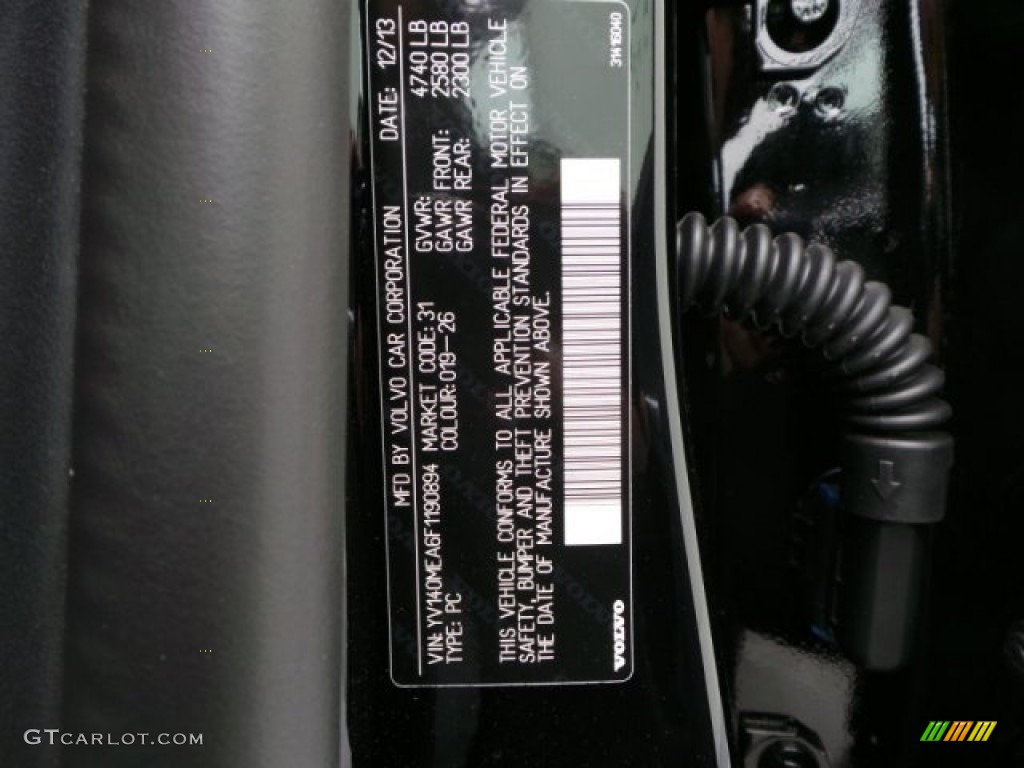 MFD BY VOLVO CAR CORPORATION DATE: 12/13
VIN: YV140MEA6F1190894 MARKET CODE: 31 GVWR: 4740 LB
TYPE: PC COLOUR: 019-26 GAWR FRONT: 2580 LB
GAWR REAR: 2300 LB
THIS VEHICLE CONFORMS TO ALL APPLICABLE FEDERAL MOTOR VEHICLE
SAFETY, BUMPER AND THEFT PREVENTION STANDARDS IN EFFECT ON
THE DATE OF MANUFACTURE SHOWN ABOVE.
VOLVO 31416040
GTCARLOT.COM